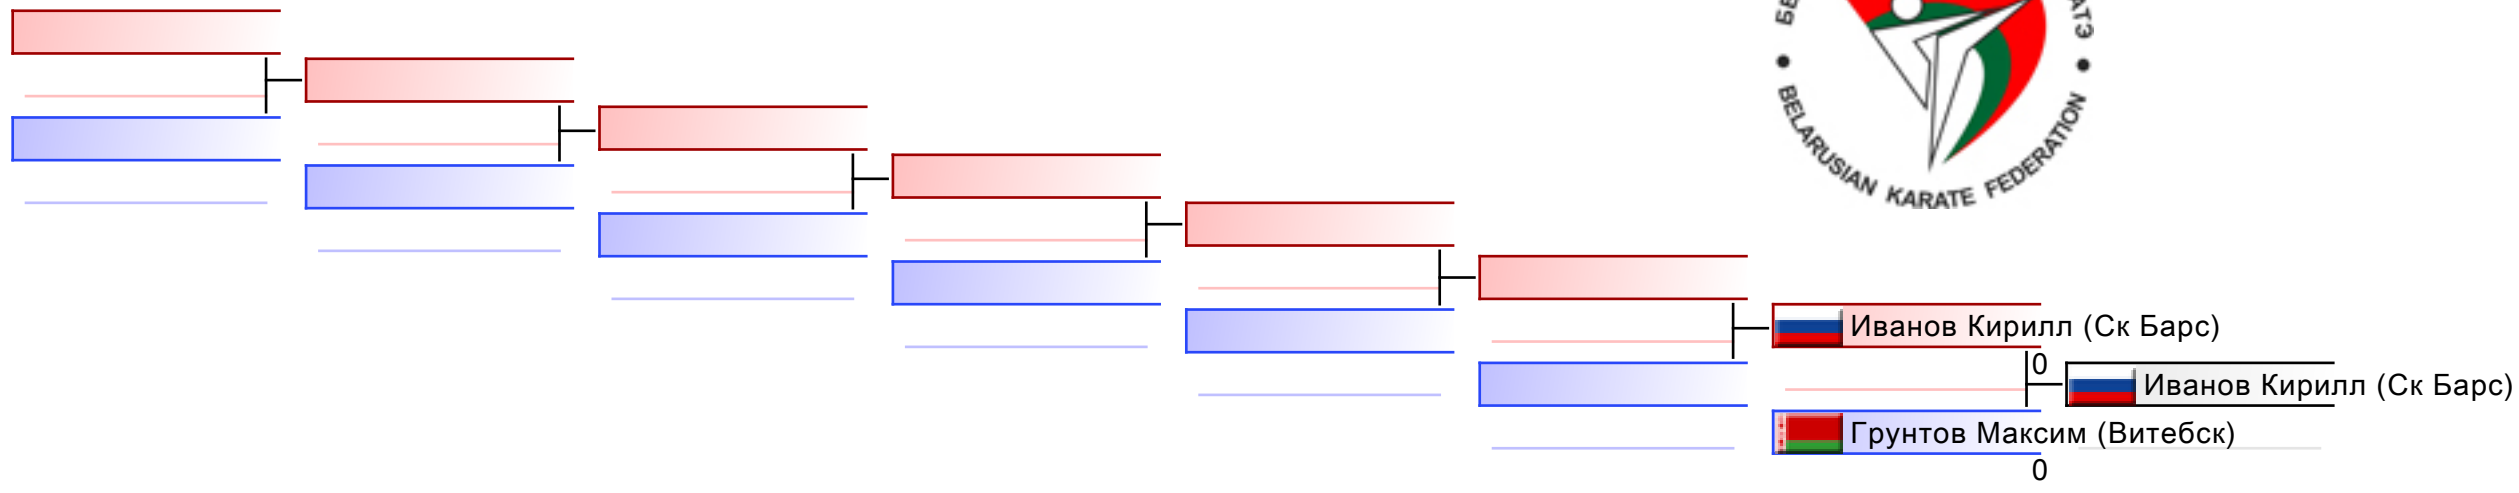 BELARUSIAN KARATE FEDERATION
Иванов Кирилл (Ск Барс)
0
Иванов Кирилл (Ск Барс)
Грунтов Максим (Витебск)
0